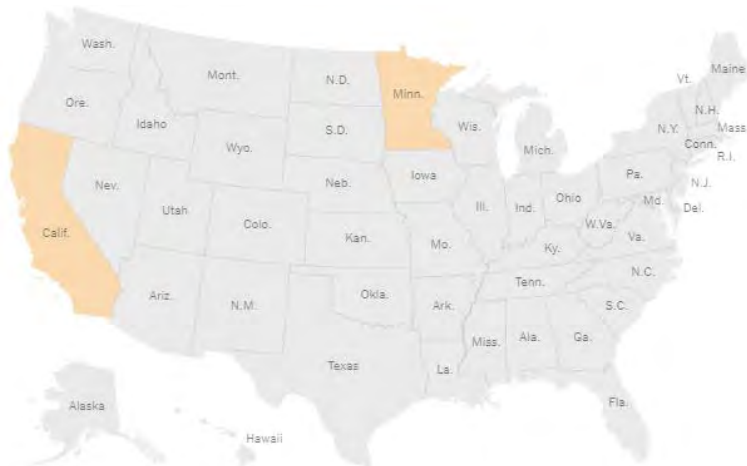 Wash.
Mont.
N.D.
Minn.
Vt.
Maine
Ore.
Idaho
S.D.
Wis.
N.H.
N.Y.
Mass
Wyo.
Mich.
Conn.
R.I.
Nev.
Neb.
Iowa
Pa.
N.J.
Utah
Colo.
Ill.
Ind.
Ohio
Md.
Del.
Calif.
Kan.
Mo.
W.Va.
Va.
Ky.
Ariz.
N.M.
Okla.
Ark.
Tenn.
N.C.
S.C.
Texas
La.
Miss.
Ala.
Ga.
Alaska
Hawaii
Fla.